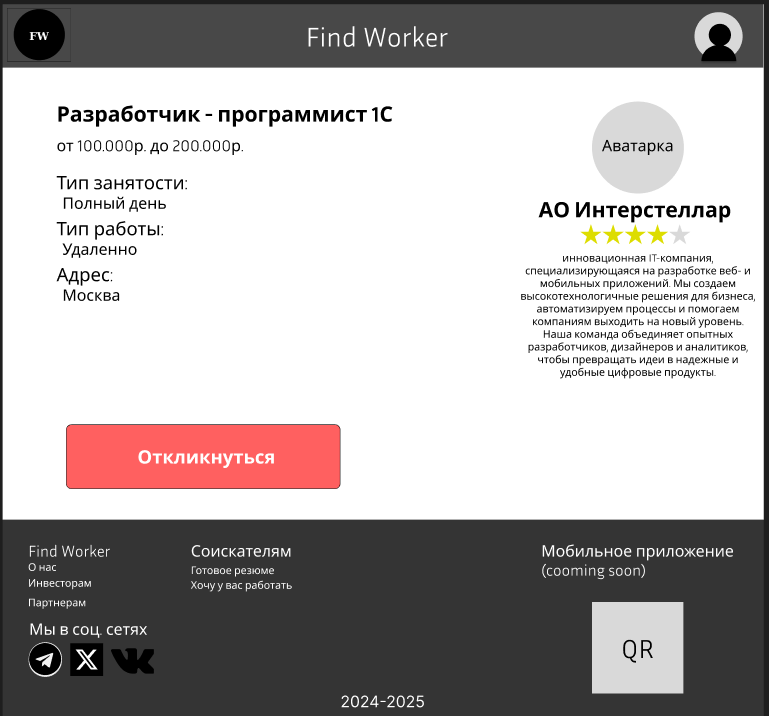 FW
Find Worker
Разработчик - программист 1С
от 100.000р. до 200.000р.
Тип занятости:
Полный день
Тип работы:
Удаленно
Адрес:
Москва
Откликнуться
Аватарка
АО Интерстеллар
инновационная IT-компания,
специализирующаяся на разработке веб- и
мобильных приложений. Мы создаем
высокотехнологичные решения для бизнеса,
автоматизируем процессы и помогаем
компаниям выходить на новый уровень.
Наша команда объединяет опытных
разработчиков, дизайнеров и аналитиков,
чтобы превращать идеи в надежные и
удобные цифровые продукты.
Find Worker
О нас
Инвесторам
Партнерам
Мы в соц. сетях
Соискателям
Готовое резюме
Хочу у вас работать
Мобильное приложение
(cooming soon)
QR
2024-2025